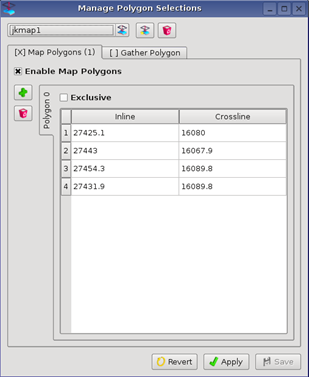 Manage Polygon Selections
jkmap1
[X] Map Polygons (1) [ ] Gather Polygon
Enable Map Polygons
Polygon 0
Exclusive
Inline Crossline
1 27425.1 16080
2 27443 16067.9
3 27454.3 16089.8
4 27431.9 16089.8
Revert Apply Save